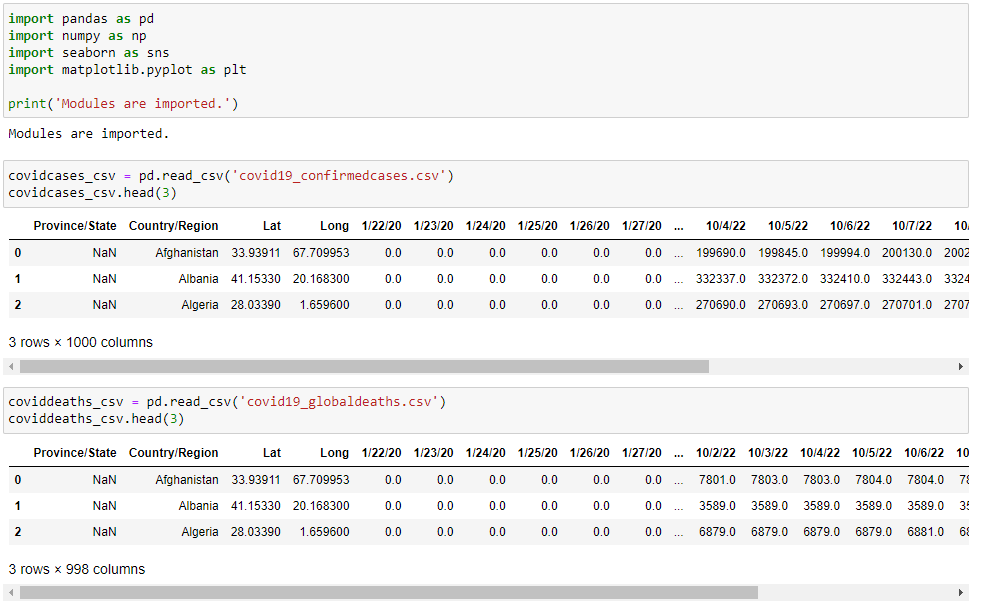 import pandas as pd
import numpy as np
import seaborn as sns
import matplotlib.pyplot as plt
print('Modules are imported.')
Modules are imported.
covidcases_csv = pd.read_csv('covid19_confirmedcases.csv')
covidcases_csv.head(3)
Province/State Country/Region Lat Long 1/22/20 1/23/20 1/24/20 1/25/20 1/26/20 1/27/20 ... 10/4/22 10/5/22 10/6/22 10/7/22 10/
0 NaN Afghanistan 33.93911 67.709953 0.0 0.0 0.0 0.0 0.0 0.0 ... 199690.0 199845.0 199994.0 200130.0 2002
1 NaN Albania 41.15330 20.168300 0.0 0.0 0.0 0.0 0.0 0.0 ... 332337.0 332372.0 332410.0 332443.0 3324
2 NaN Algeria 28.03390 1.659600 0.0 0.0 0.0 0.0 0.0 0.0 ... 270690.0 270693.0 270697.0 270701.0 2707
3 rows × 1000 columns
coviddeaths_csv = pd.read_csv('covid19_globaldeaths.csv')
coviddeaths_csv.head(3)
Province/State Country/Region Lat Long 1/22/20 1/23/20 1/24/20 1/25/20 1/26/20 1/27/20 ... 10/2/22 10/3/22 10/4/22 10/5/22 10/6/22 10
0 NaN Afghanistan 33.93911 67.709953 0.0 0.0 0.0 0.0 0.0 0.0 ... 7801.0 7803.0 7803.0 7804.0 7804.0 78
1 NaN Albania 41.15330 20.168300 0.0 0.0 0.0 0.0 0.0 0.0 ... 3589.0 3589.0 3589.0 3589.0 3589.0 35
2 NaN Algeria 28.03390 1.659600 0.0 0.0 0.0 0.0 0.0 0.0 ... 6879.0 6879.0 6879.0 6879.0 6881.0 68
3 rows × 998 columns